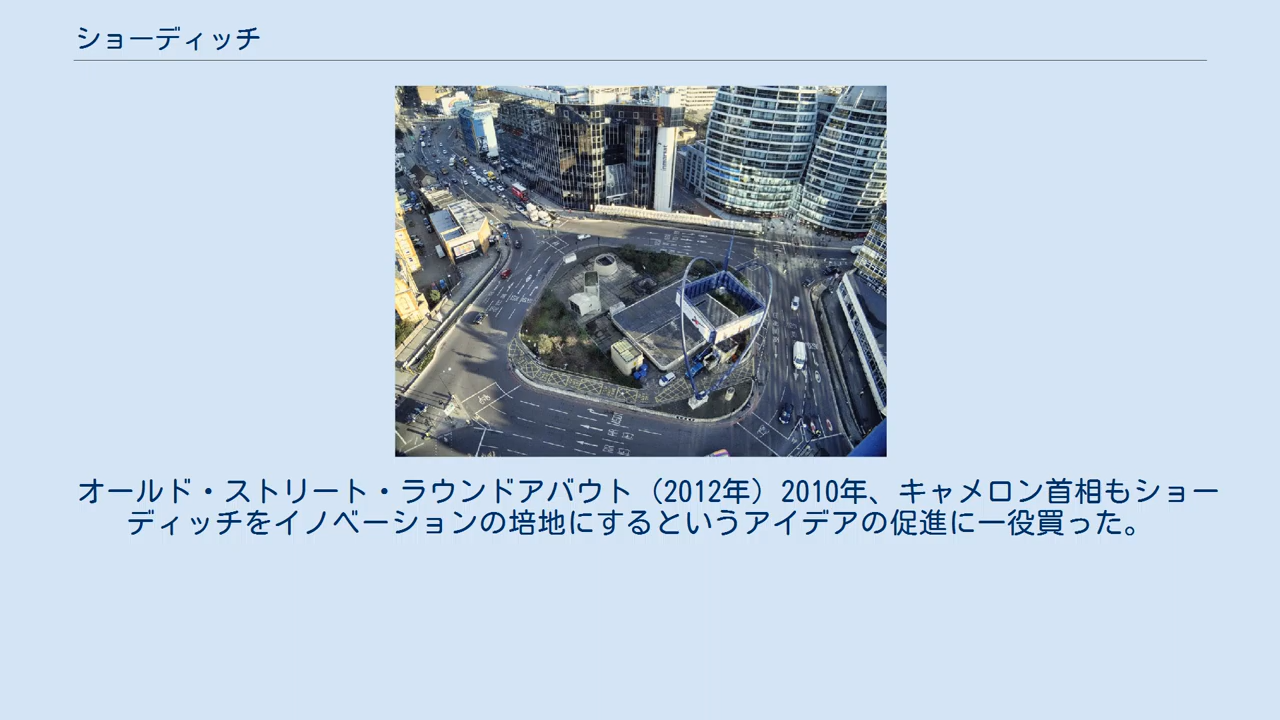 ショーディッチ
オールド・ストリート・ラウンドアバウト（2012年）2010年、キャメロン首相もショー
ディッチをイノベーションの培地にするというアイデアの促進に一役買った。